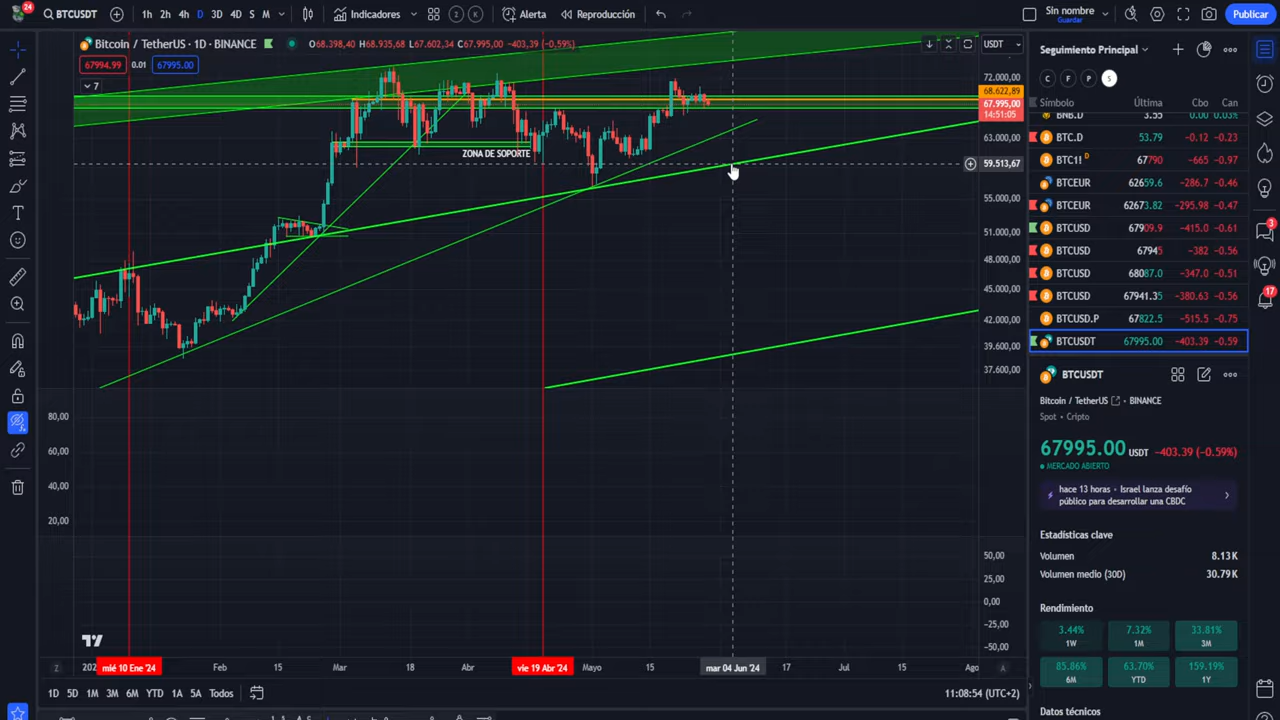 24
BTCUSDT
1h 2h 4h D 3D 4D S M
Indicadores
2 K
Alerta
Reproducción
Sin nombre
Guardar
Publicar
Bitcoin / TetherUS · 1D · BINANCE
O68.398,40 H68.935,68 L67.602,34 C67.995,00 −403,39 (−0,59%)
67994.99 0.01 67995.00
7
ZONA DE SOPORTE
USDT
72.000,00
68.622,89
67.995,00
14:51:05
63.000,00
59.513,67
55.000,00
51.000,00
48.000,00
45.000,00
42.000,00
39.600,00
37.600,00
80,00
60,00
40,00
20,00
50,00
25,00
0,00
−25,00
−50,00
202
mié 10 Ene '24
Feb
15
Mar
18
Abr
vie 19 Abr '24
Mayo
15
mar 04 Jun '24
17
Jul
15
Ago
Z
A
1D 5D 1M 3M 6M YTD 1A 5A Todos
11:08:54 (UTC+2)
Seguimiento Principal
C F P S
Símbolo Última Cbo Can
BNB.D 3.55 0.00 0.03%
BTC.D 53.79 −0.12 −0.23
BTC1! D 67790 −665 −0.97
BTCEUR 62659.6 −286.7 −0.46
BTCEUR 62673.82 −295.98 −0.47
BTCUSD 67909.9 −415.0 −0.61
BTCUSD 67945 −382 −0.56
BTCUSD 68087.0 −347.0 −0.51
BTCUSD 67941.35 −380.63 −0.56
BTCUSD.P 67822.5 −515.5 −0.75
BTCUSDT 67995.00 −403.39 −0.59
BTCUSDT
Bitcoin / TetherUS · BINANCE
Spot · Cripto
67995.00 USDT −403.39 (−0.59%)
MERCADO ABIERTO
hace 13 horas · Israel lanza desafío
público para desarrollar una CBDC
Estadísticas clave
Volumen 8.13K
Volumen medio (30D) 30.79K
Rendimiento
3.44% 7.32% 33.81%
1W 1M 3M
85.86% 63.70% 159.19%
6M YTD 1Y
Datos técnicos
3
17